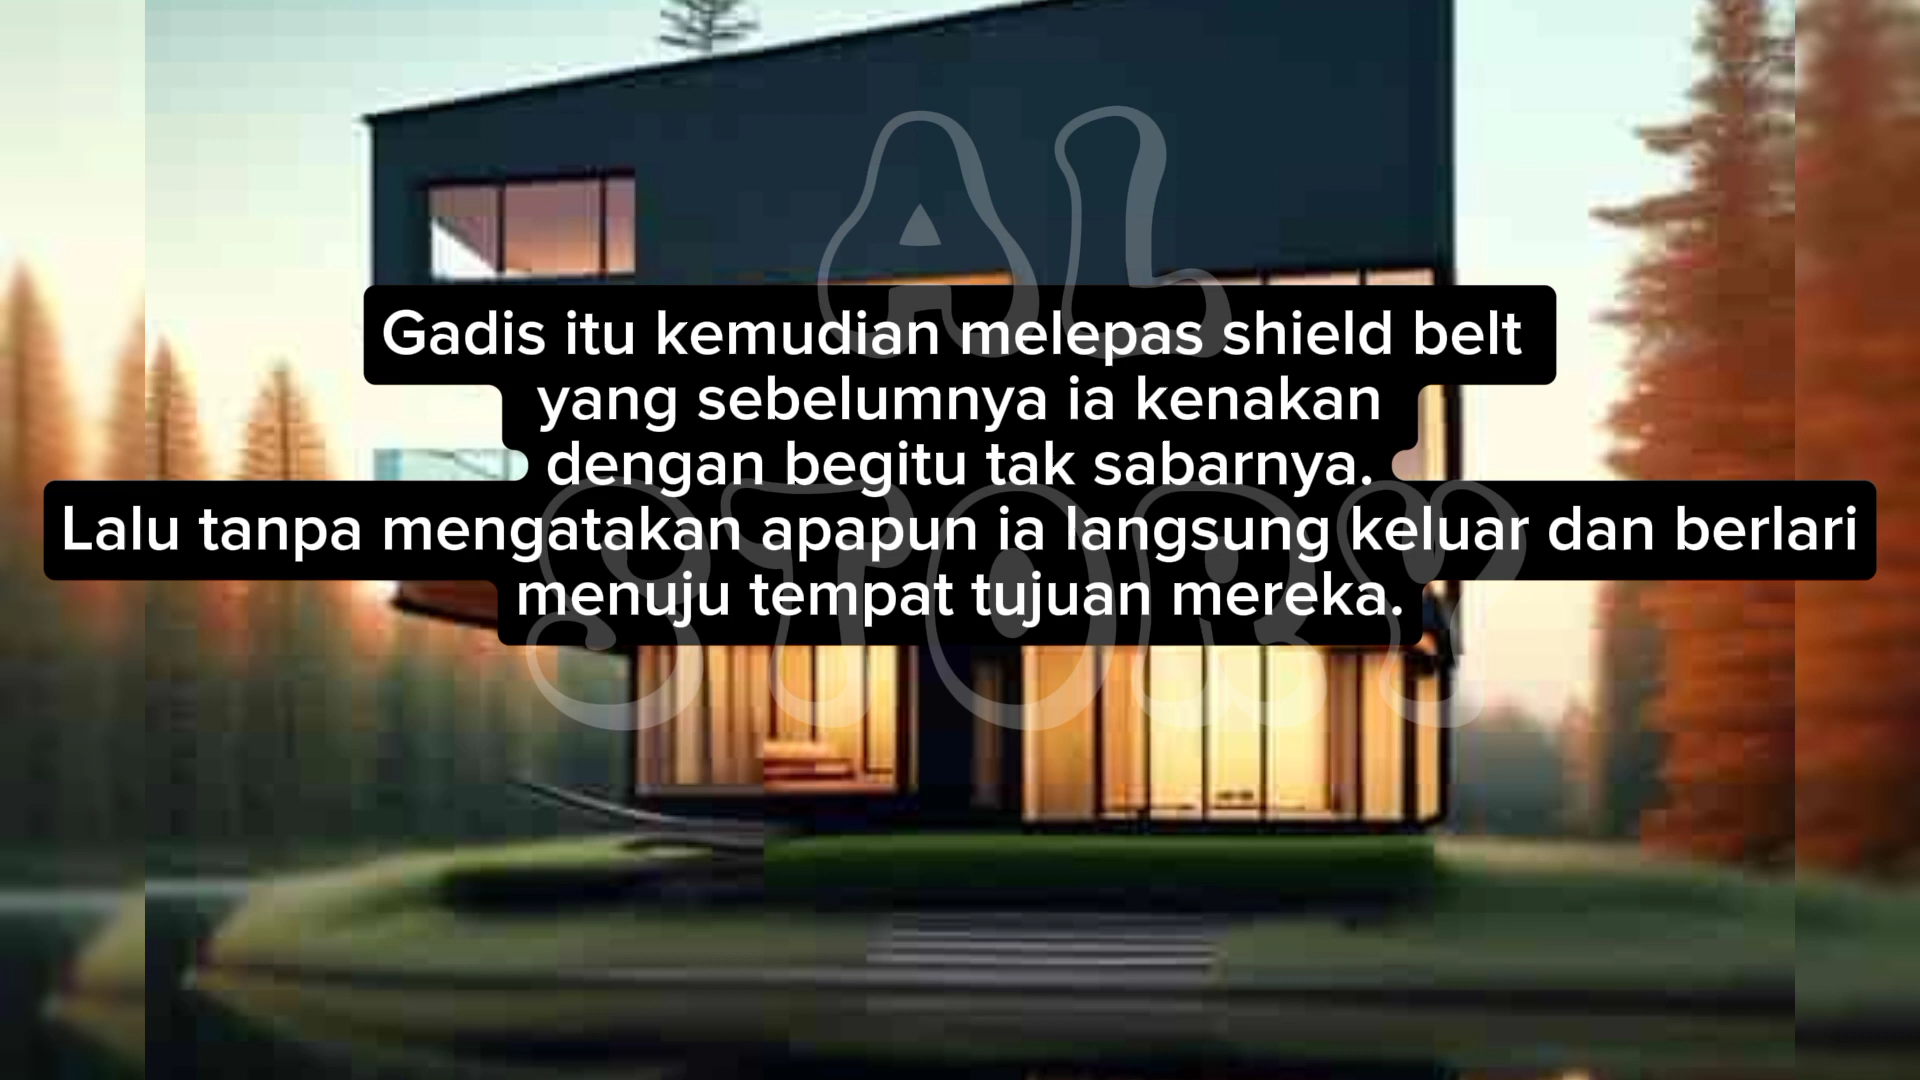 AL
STORY
Gadis itu kemudian melepas shield belt
yang sebelumnya ia kenakan
dengan begitu tak sabarnya.
Lalu tanpa mengatakan apapun ia langsung keluar dan berlari
menuju tempat tujuan mereka.